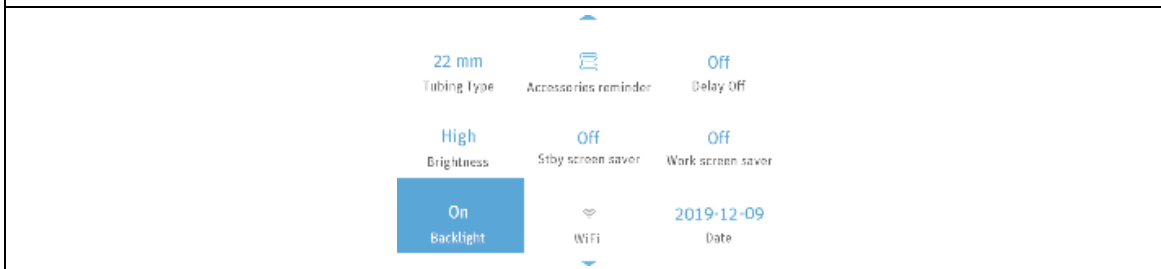 22 mm Off
Tubing Type Accessories reminder Delay Off
High Off Off
Brightness Stby screen saver Work screen saver
On 2019-12-09
Backlight WiFi Date